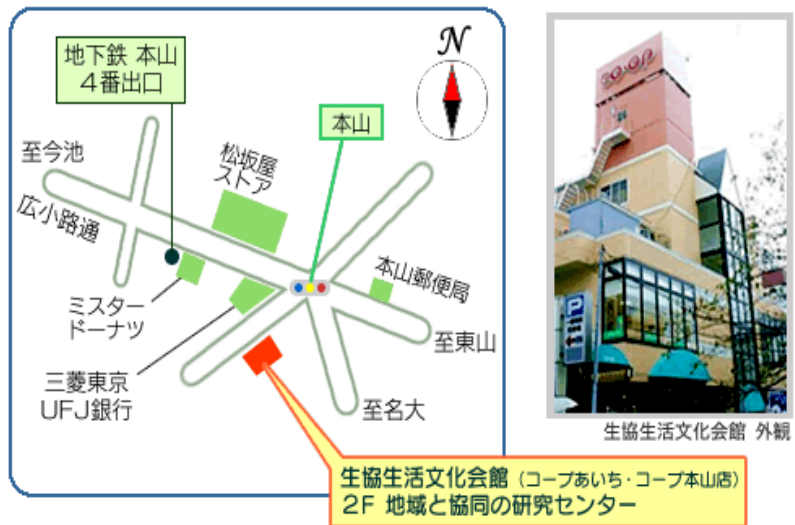 地下鉄 本山
4番出口
N
本山
至今池
松坂屋
ストア
広小路通
本山郵便局
ミスター
ドーナツ
至東山
三菱東京
UFJ銀行
至名大
生協生活文化会館(コープあいち・コープ本山店)
2F 地域と協同の研究センター
CO-OP
P
生協生活文化会館 外観